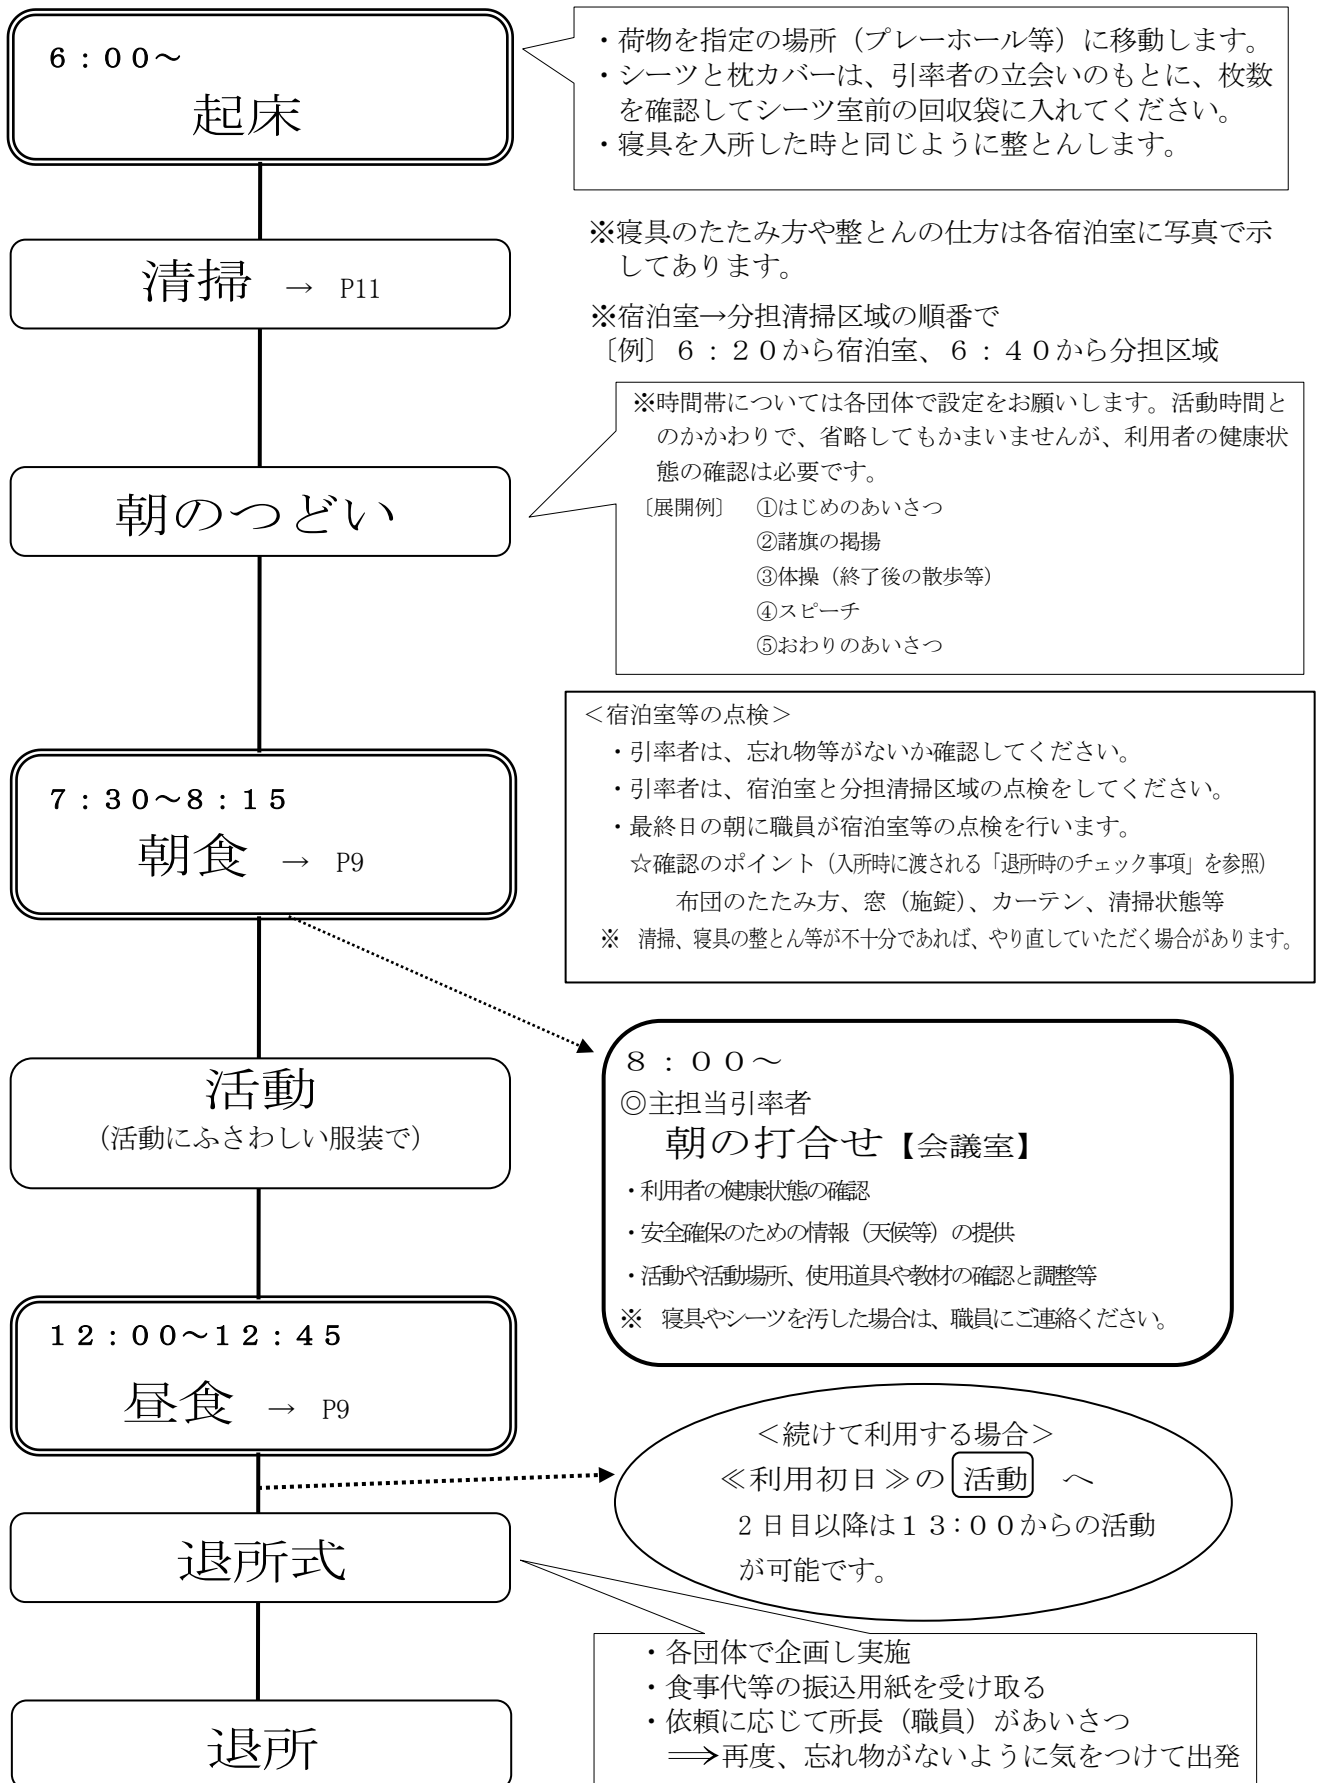 ６：００～
起床
・荷物を指定の場所（プレーホール等）に移動します。
・シーツと枕カバーは、引率者の立会いのもとに、枚数
を確認してシーツ室前の回収袋に入れてください。
・寝具を入所した時と同じように整とんします。
※寝具のたたみ方や整とんの仕方は各宿泊室に写真で示
してあります。
清掃 → P11
※宿泊室→分担清掃区域の順番で
〔例〕６：２０から宿泊室、６：４０から分担区域
※時間帯については各団体で設定をお願いします。活動時間と
のかかわりで、省略してもかまいませんが、利用者の健康状
態の確認は必要です。
〔展開例〕 ①はじめのあいさつ
②諸旗の掲揚
③体操（終了後の散歩等）
④スピーチ
⑤おわりのあいさつ
朝のつどい
＜宿泊室等の点検＞
・引率者は、忘れ物等がないか確認してください。
・引率者は、宿泊室と分担清掃区域の点検をしてください。
・最終日の朝に職員が宿泊室等の点検を行います。
☆確認のポイント（入所時に渡される「退所時のチェック事項」を参照）
布団のたたみ方、窓（施錠）、カーテン、清掃状態等
※ 清掃、寝具の整とん等が不十分であれば、やり直していただく場合があります。
７：３０～８：１５
朝食 → P9
８：００～
◎主担当引率者
朝の打合せ【会議室】
・利用者の健康状態の確認
・安全確保のための情報（天候等）の提供
・活動や活動場所、使用道具や教材の確認と調整等
※ 寝具やシーツを汚した場合は、職員にご連絡ください。
活動
（活動にふさわしい服装で）
１２：００～１２：４５
昼食 → P9
＜続けて利用する場合＞
≪利用初日≫の 活動 へ
２日目以降は１３：００からの活動
が可能です。
退所式
・各団体で企画し実施
・食事代等の振込用紙を受け取る
・依頼に応じて所長（職員）があいさつ
⟹再度、忘れ物がないように気をつけて出発
退所